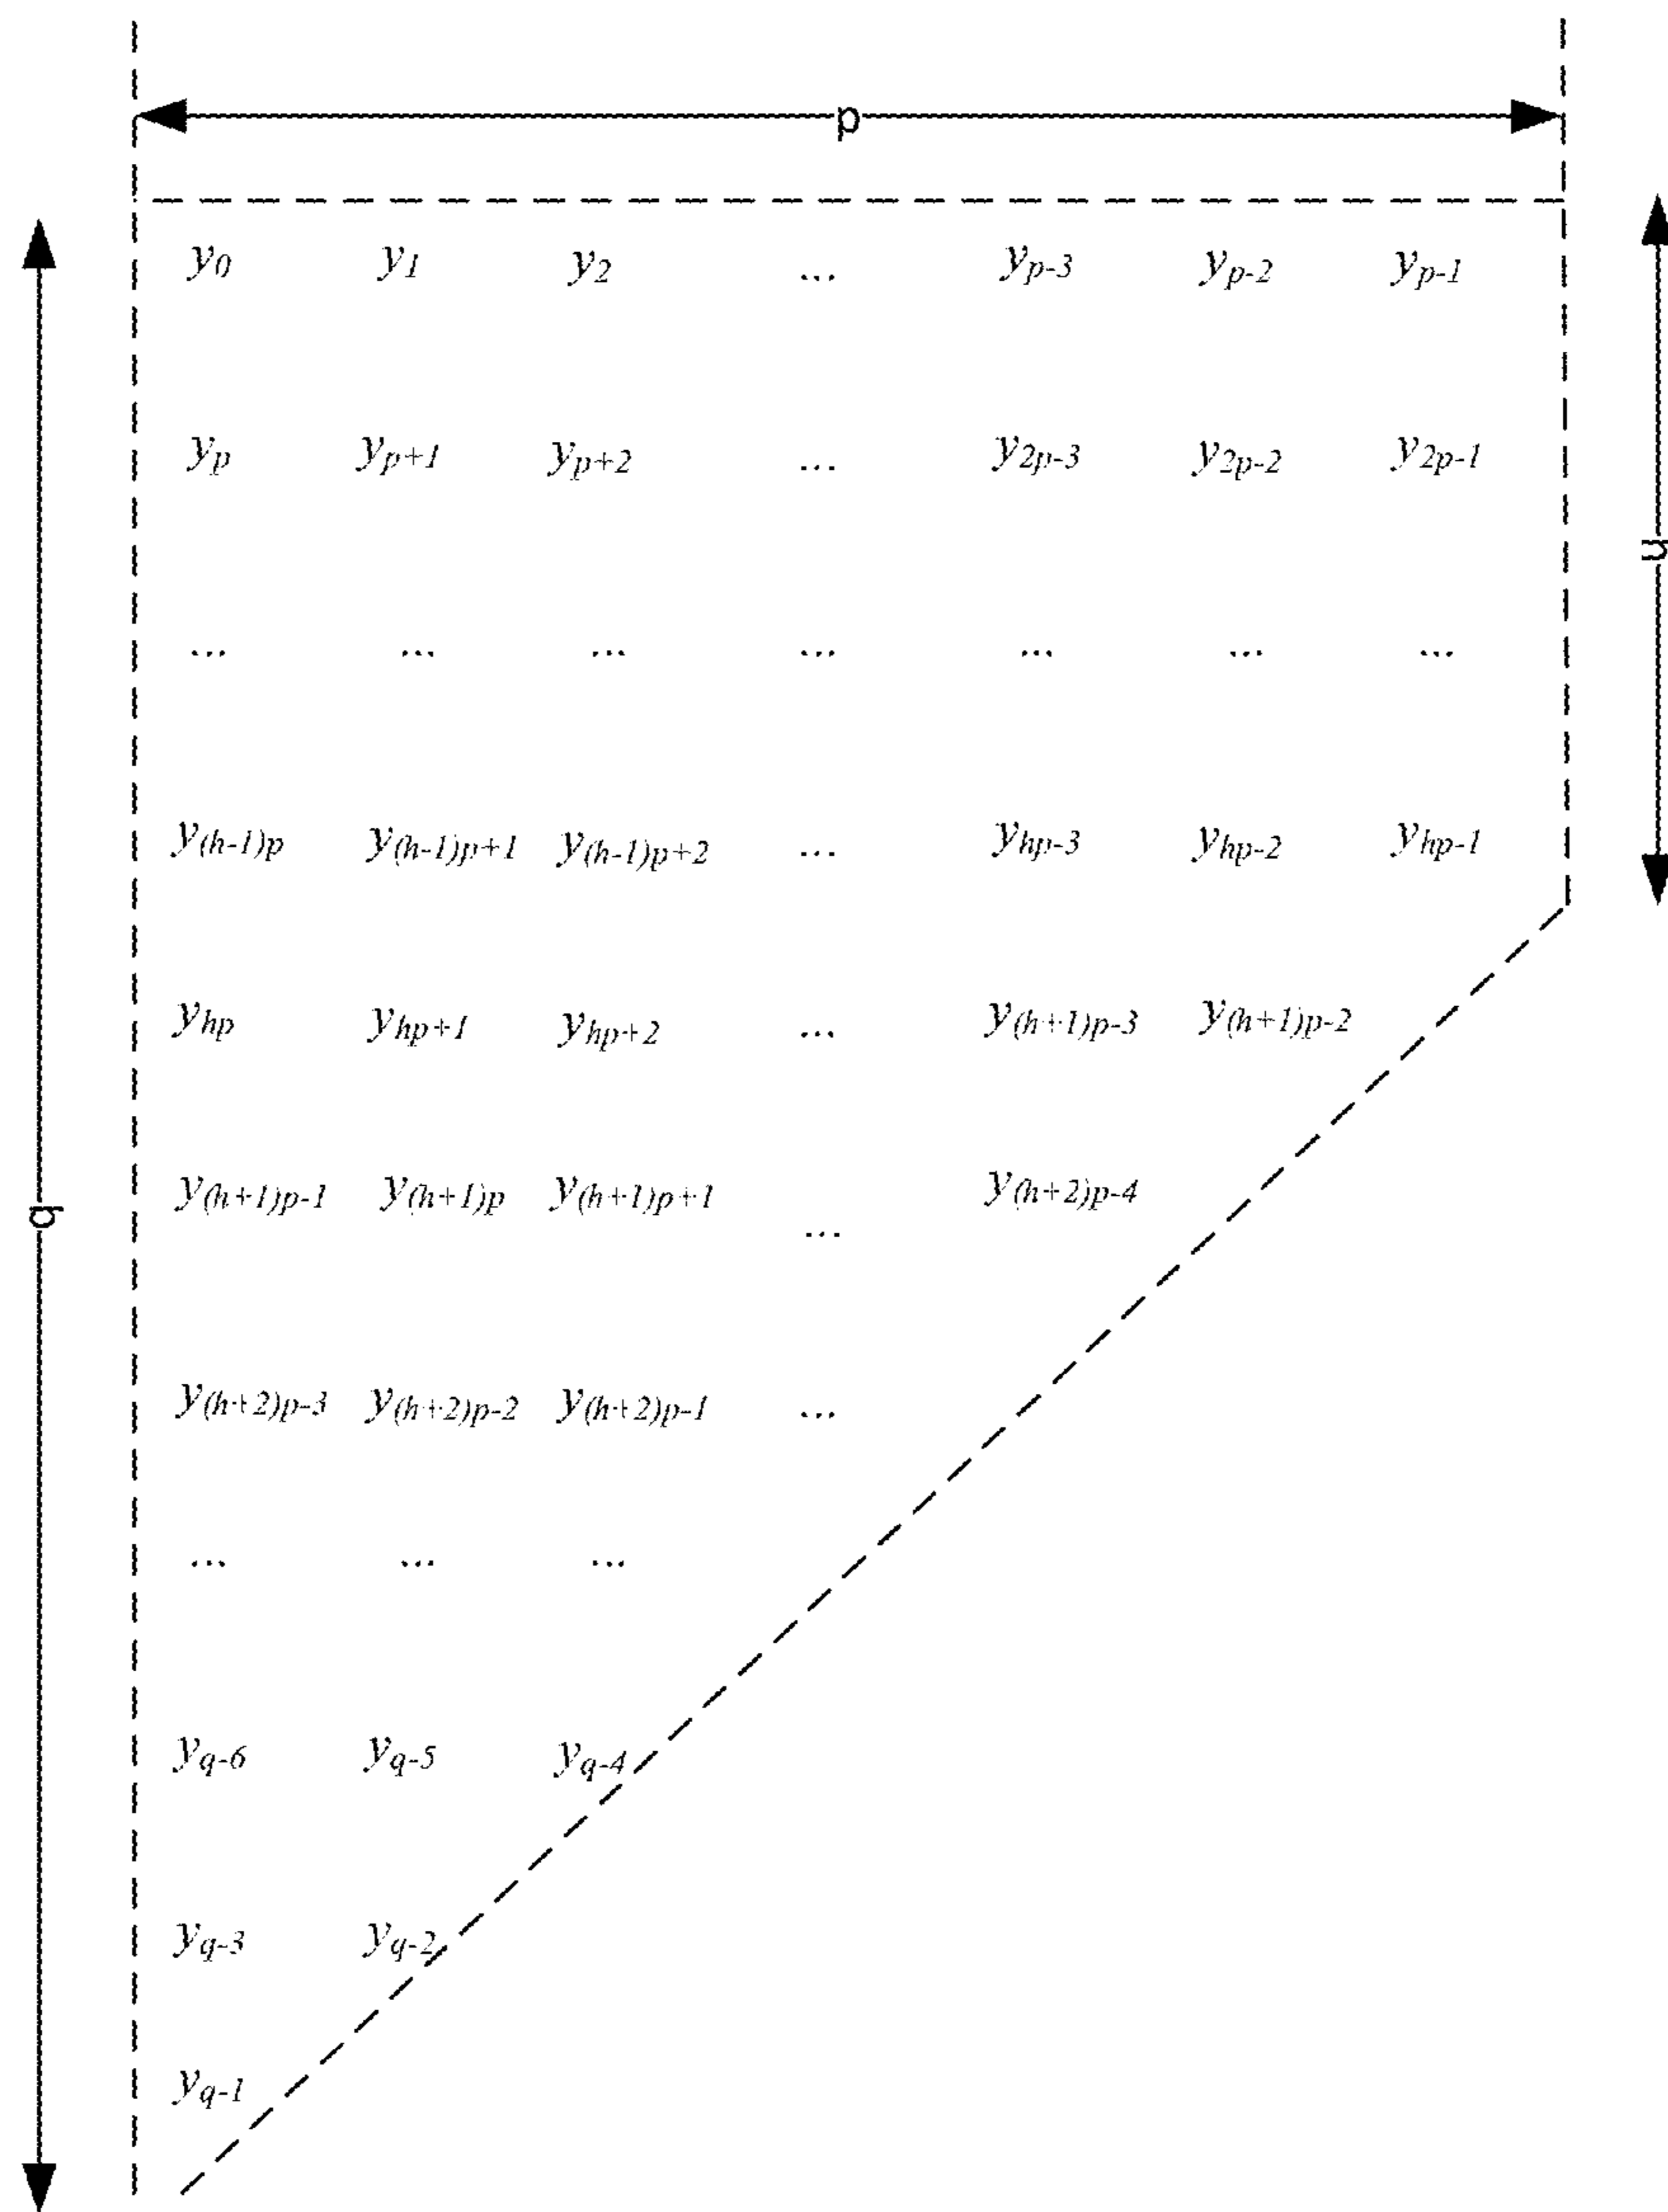 p
y0 y1 y2 ... yp-3 yp-2 yp-1
yp yp+1 yp+2 ... y2p-3 y2p-2 y2p-1
... ... ... ... ... ... ...
h
y(h-1)p y(h-1)p+1 y(h-1)p+2 ... yhp-3 yhp-2 yhp-1
yhp yhp+1 yhp+2 ... y(h+1)p-3 y(h+1)p-2
y(h+1)p-1 y(h+1)p y(h+1)p+1 ... y(h+2)p-4
q
y(h+2)p-3 y(h+2)p-2 y(h+2)p-1 ...
... ... ...
yq-6 yq-5 yq-4
yq-3 yq-2
yq-1